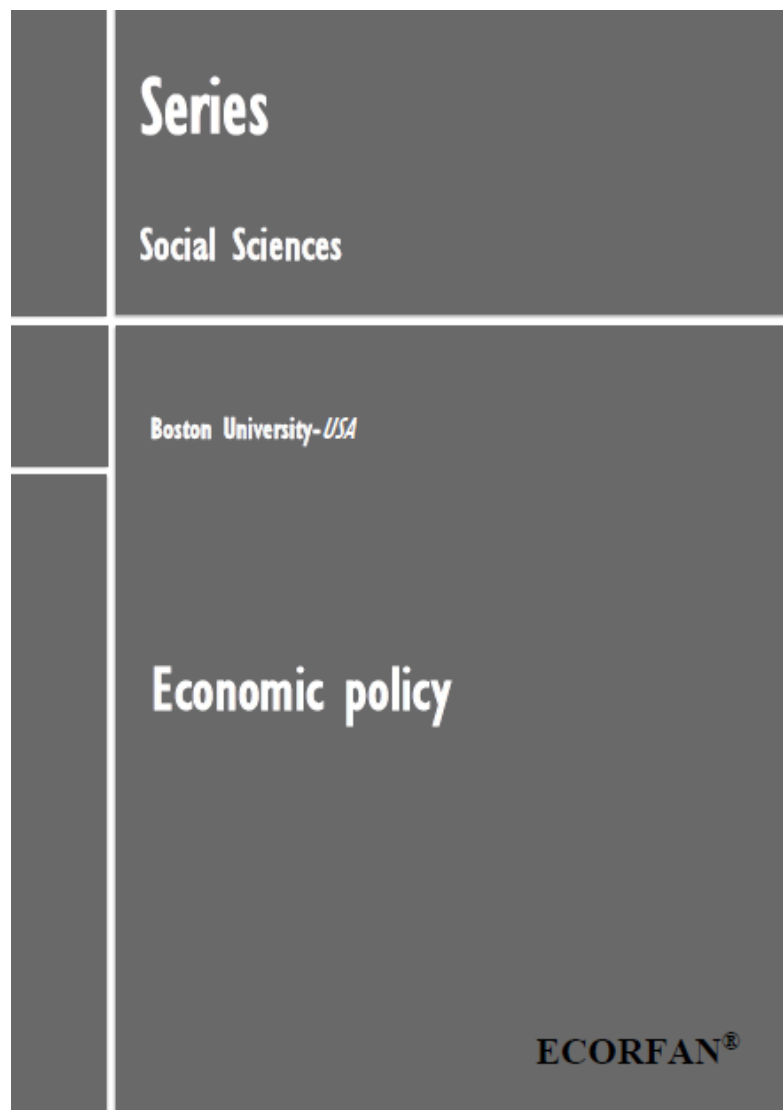 Series
Social Sciences
Boston University-USA
Economic policy
ECORFAN®